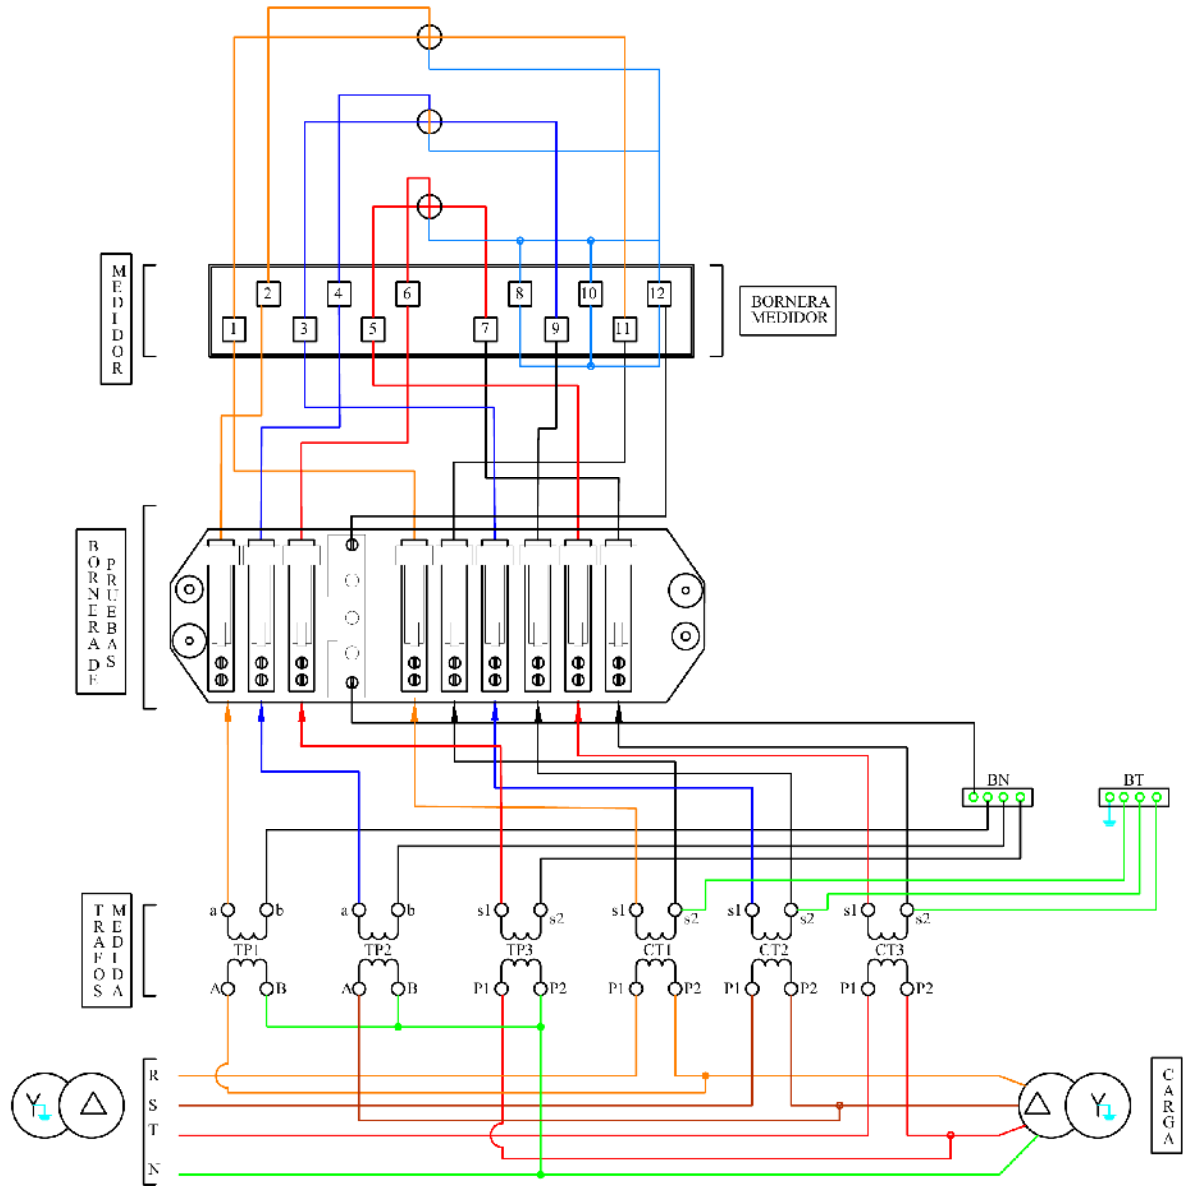 MEDIDOR
2 4 6 8 10 12
1 3 5 7 9 11
BORNERA
MEDIDOR
BORNERA DE
PRUEBAS
BN BT
TRAFOS
MEDIDA
a b a b s1 s2 s1 s2 s1 s2 s1 s2
TP1 TP2 TP3 CT1 CT2 CT3
A B A B P1 P2 P1 P2 P1 P2 P1 P2
R
S
T
N
Y
Y
CARGA